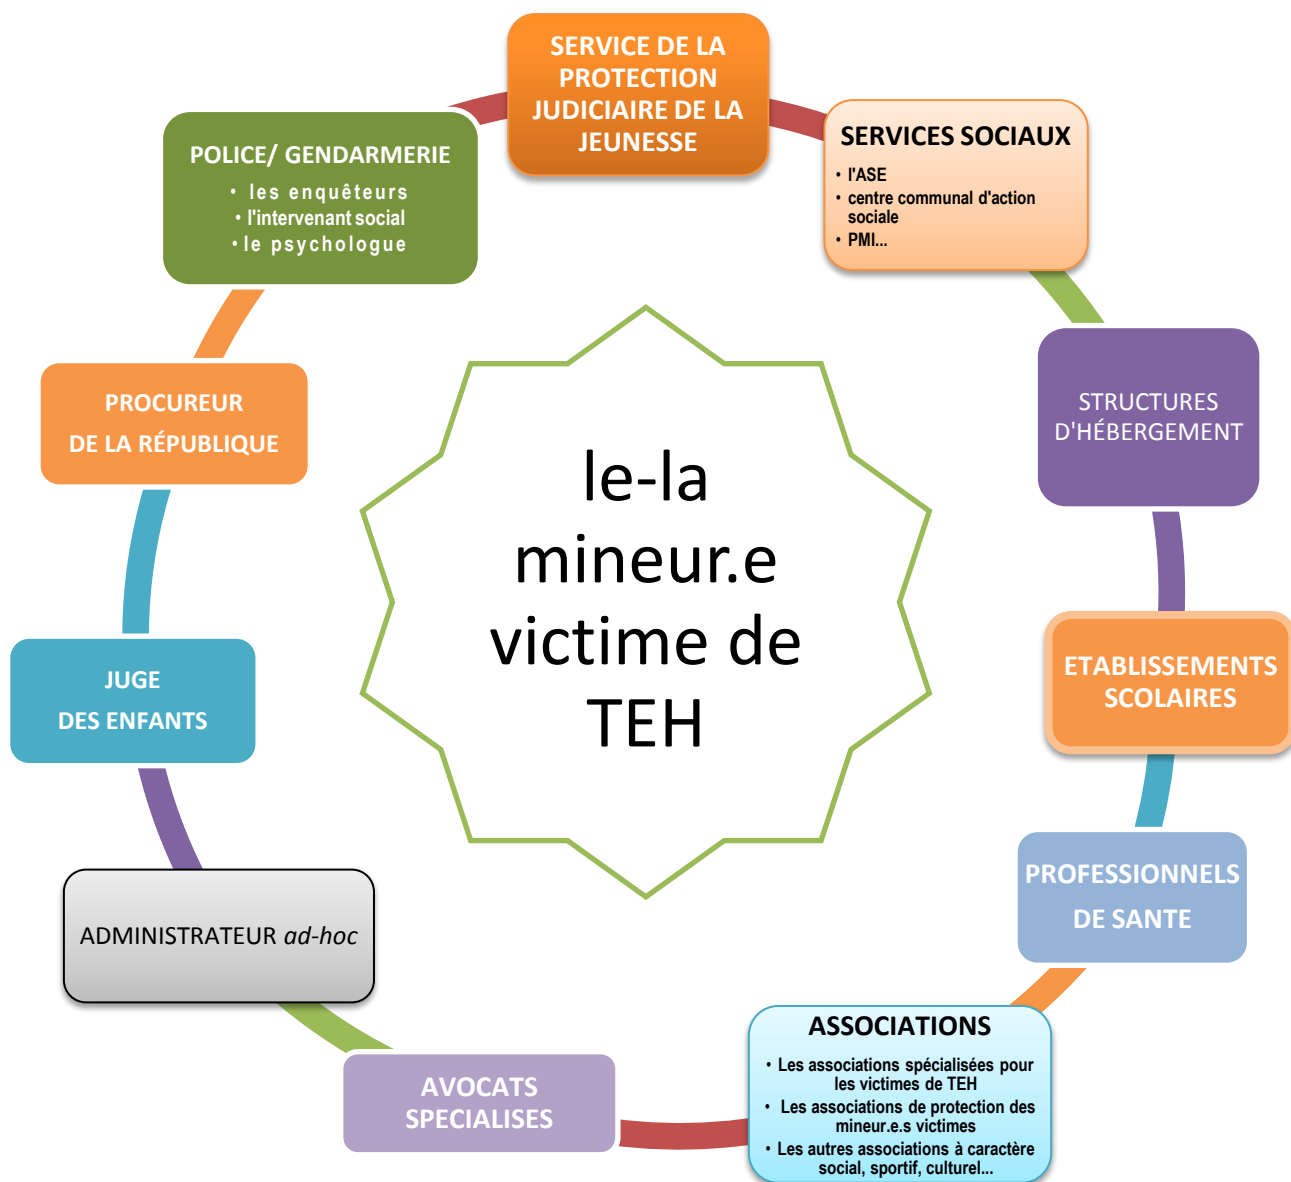 SERVICE DE LA
PROTECTION
JUDICIAIRE DE LA
JEUNESSE
SERVICES SOCIAUX
• l'ASE
• centre communal d'action
sociale
• PMI...
STRUCTURES
D'HÉBERGEMENT
ETABLISSEMENTS
SCOLAIRES
PROFESSIONNELS
DE SANTE
ASSOCIATIONS
• Les associations spécialisées pour
les victimes de TEH
• Les associations de protection des
mineur.e.s victimes
• Les autres associations à caractère
social, sportif, culturel...
AVOCATS
SPECIALISES
ADMINISTRATEUR ad-hoc
JUGE
DES ENFANTS
PROCUREUR
DE LA RÉPUBLIQUE
POLICE/ GENDARMERIE
• les enquêteurs
• l'intervenant social
• le psychologue
le-la
mineur.e
victime de
TEH